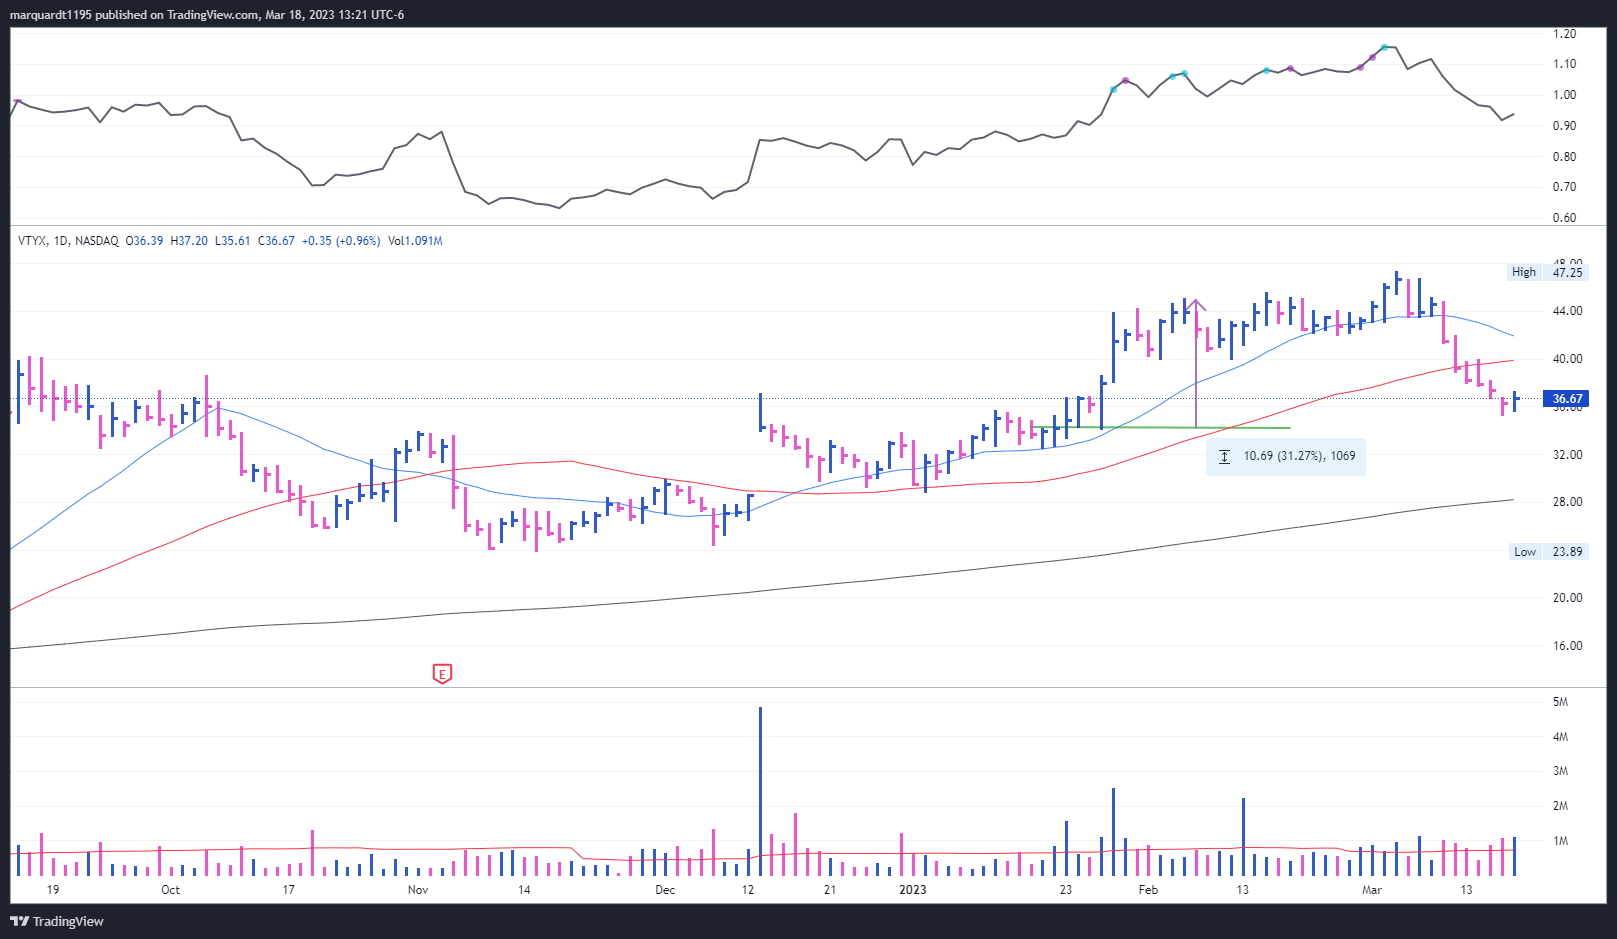 marquardt1195 published on TradingView.com, Mar 18, 2023 13:21 UTC-6
1.20
1.10
1.00
0.90
0.80
0.70
0.60
VTYX, 1D, NASDAQ O36.39 H37.20 L35.61 C36.67 +0.35 (+0.96%) Vol1.091M
48.00
High 47.25
44.00
40.00
36.67
36.00
10.69 (31.27%), 1069
32.00
28.00
Low 23.89
20.00
16.00
E
5M
4M
3M
2M
1M
19 Oct 17 Nov 14 Dec 12 21 2023 23 Feb 13 Mar 13
TradingView